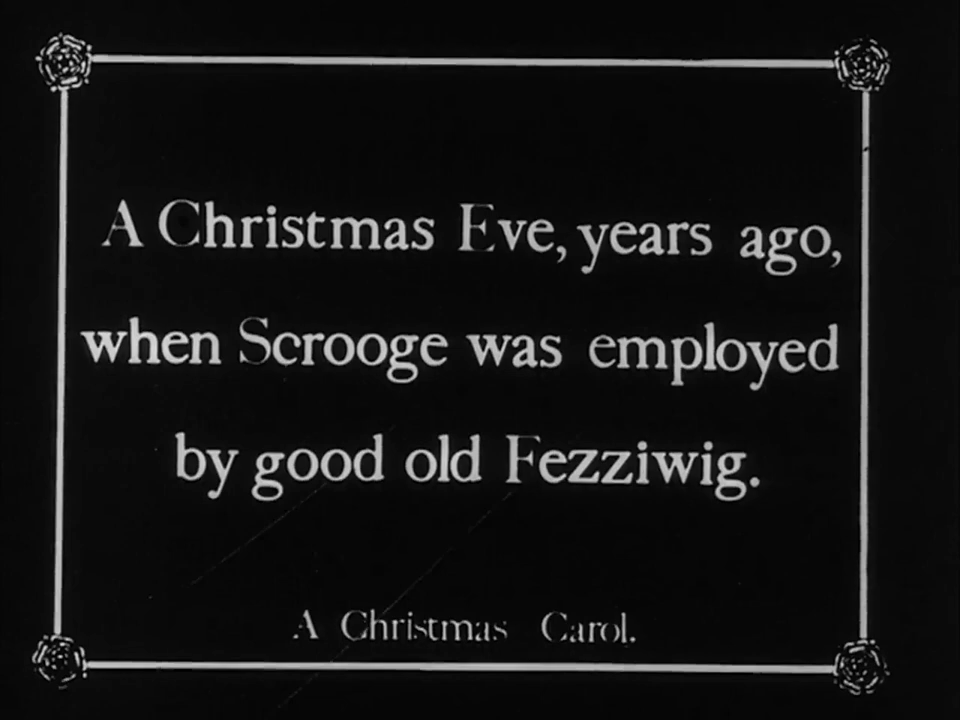 A Christmas Eve, years ago,
when Scrooge was employed
by good old Fezziwig.
A Christmas Carol.